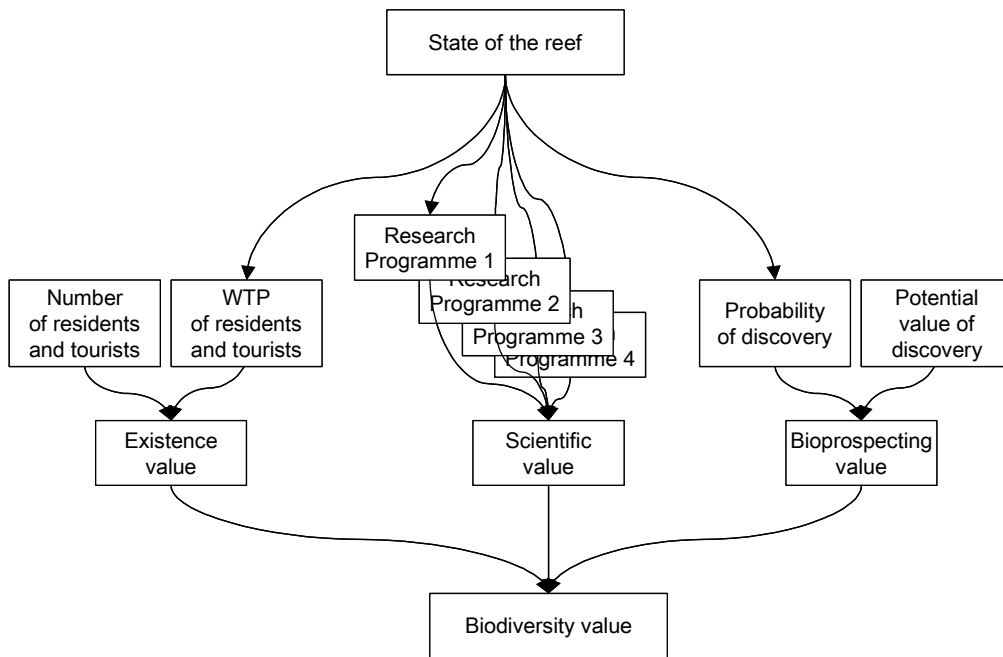 State of the reef
Research
Programme 1
Research
Programme 2
Programme 3
Programme 4
Number
of residents
and tourists
WTP
of residents
and tourists
Probability
of discovery
Potential
value of
discovery
Existence
value
Scientific
value
Bioprospecting
value
Biodiversity value